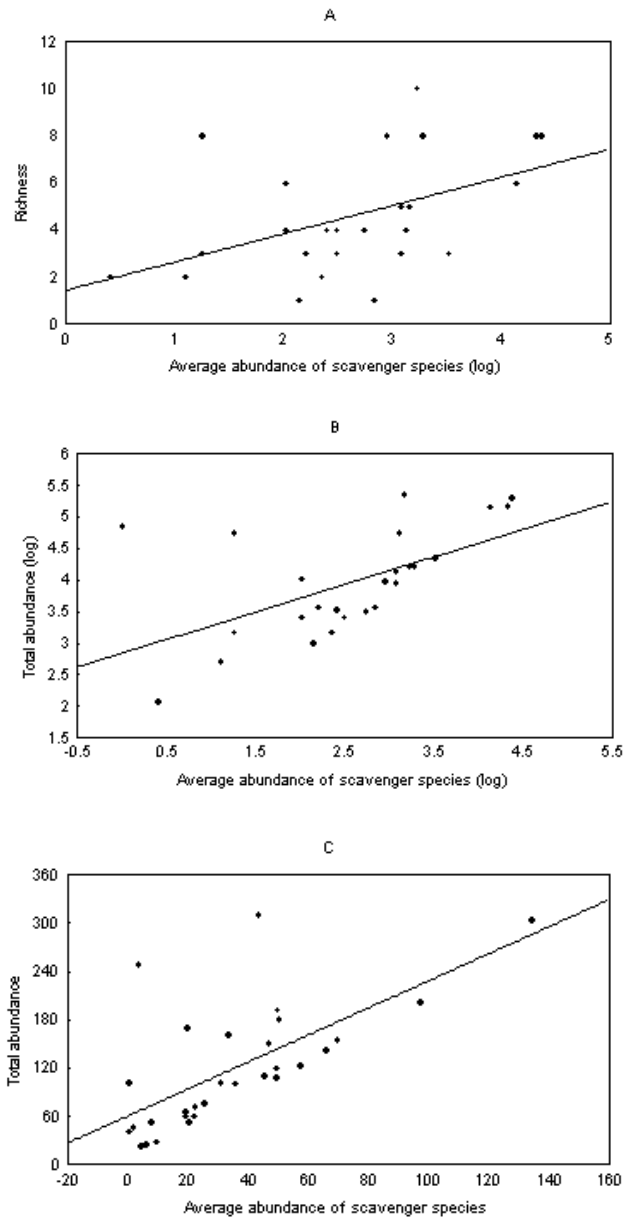 A
12
10
8
6
4
2
0
Richness
0 1 2 3 4 5
Average abundance of scavenger species (log)
B
6
5.5
5
4.5
4
3.5
3
2.5
2
1.5
Total abundance (log)
-0.5 0.5 1.5 2.5 3.5 4.5 5.5
Average abundance of scavenger species (log)
C
360
300
240
180
120
60
0
Total abundance
-20 0 20 40 60 80 100 120 140 160
Average abundance of scavenger species